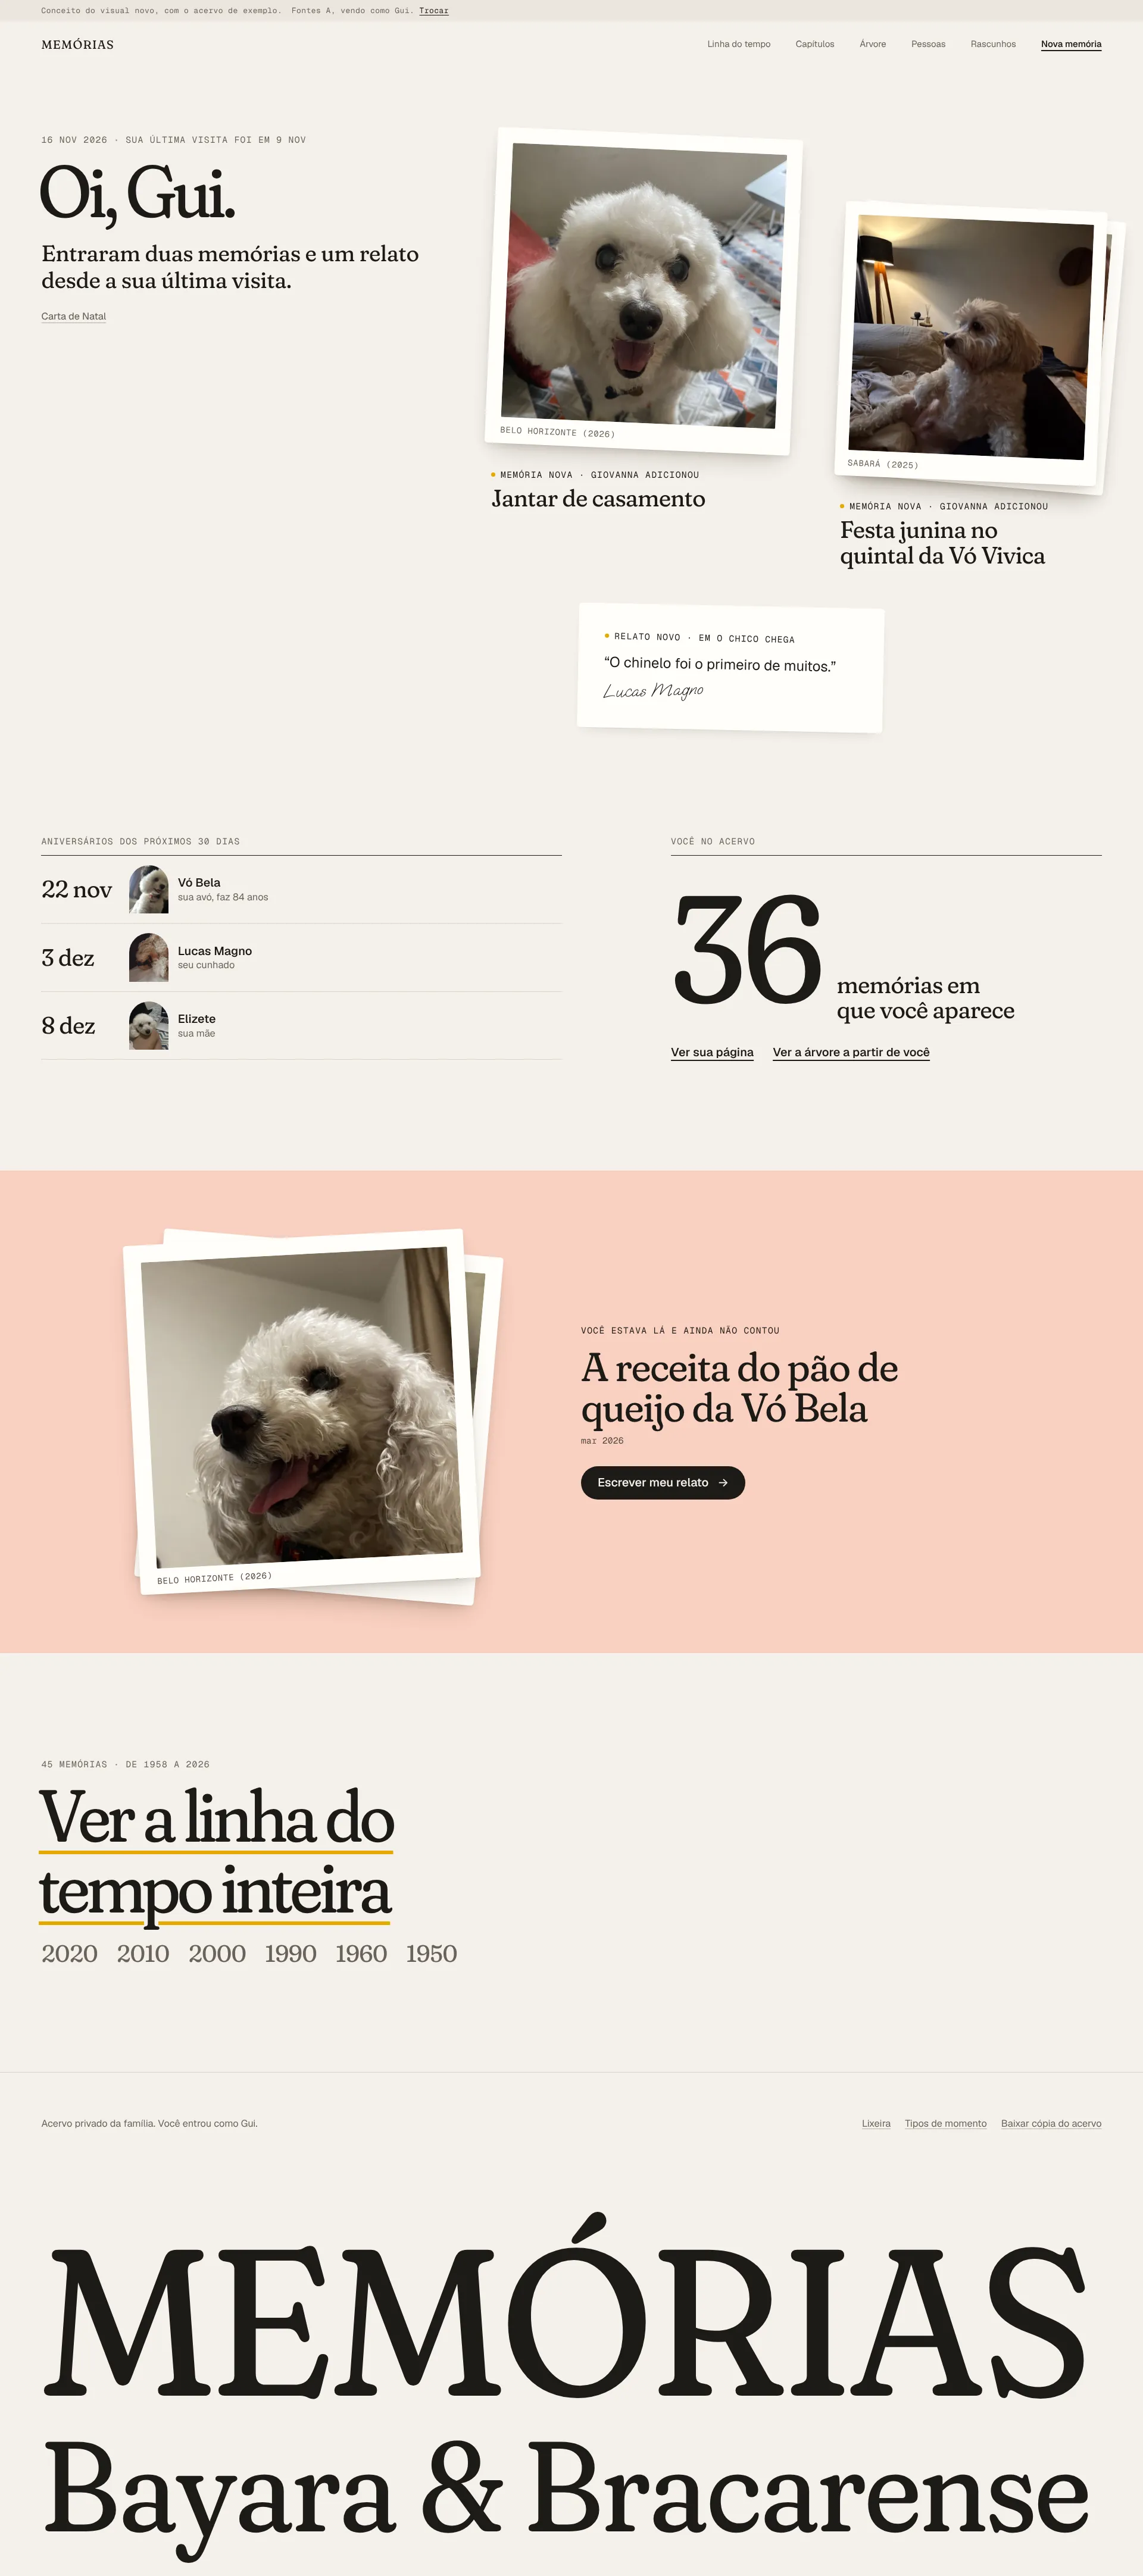 Conceito do visual novo, com o acervo de exemplo. Fontes A, vendo como Gui. Trocar
MEMÓRIAS
Linha do tempo Capítulos Árvore Pessoas Rascunhos Nova memória
16 NOV 2026 · SUA ÚLTIMA VISITA FOI EM 9 NOV
Oi, Gui.
Entraram duas memórias e um relato
desde a sua última visita.
Carta de Natal
BELO HORIZONTE (2026)
MEMÓRIA NOVA · GIOVANNA ADICIONOU
Jantar de casamento
SABARÁ (2025)
MEMÓRIA NOVA · GIOVANNA ADICIONOU
Festa junina no
quintal da Vó Vivica
RELATO NOVO · EM O CHICO CHEGA
“O chinelo foi o primeiro de muitos.”
Lucas Magno
ANIVERSÁRIOS DOS PRÓXIMOS 30 DIAS
22 nov
Vó Bela
sua avó, faz 84 anos
3 dez
Lucas Magno
seu cunhado
8 dez
Elizete
sua mãe
VOCÊ NO ACERVO
36
memórias em
que você aparece
Ver sua página Ver a árvore a partir de você
BELO HORIZONTE (2026)
VOCÊ ESTAVA LÁ E AINDA NÃO CONTOU
A receita do pão de
queijo da Vó Bela
mar 2026
Escrever meu relato →
45 MEMÓRIAS · DE 1958 A 2026
Ver a linha do
tempo inteira
2020 2010 2000 1990 1960 1950
Acervo privado da família. Você entrou como Gui.
Lixeira Tipos de momento Baixar cópia do acervo
MEMÓRIAS
Bayara & Bracarense